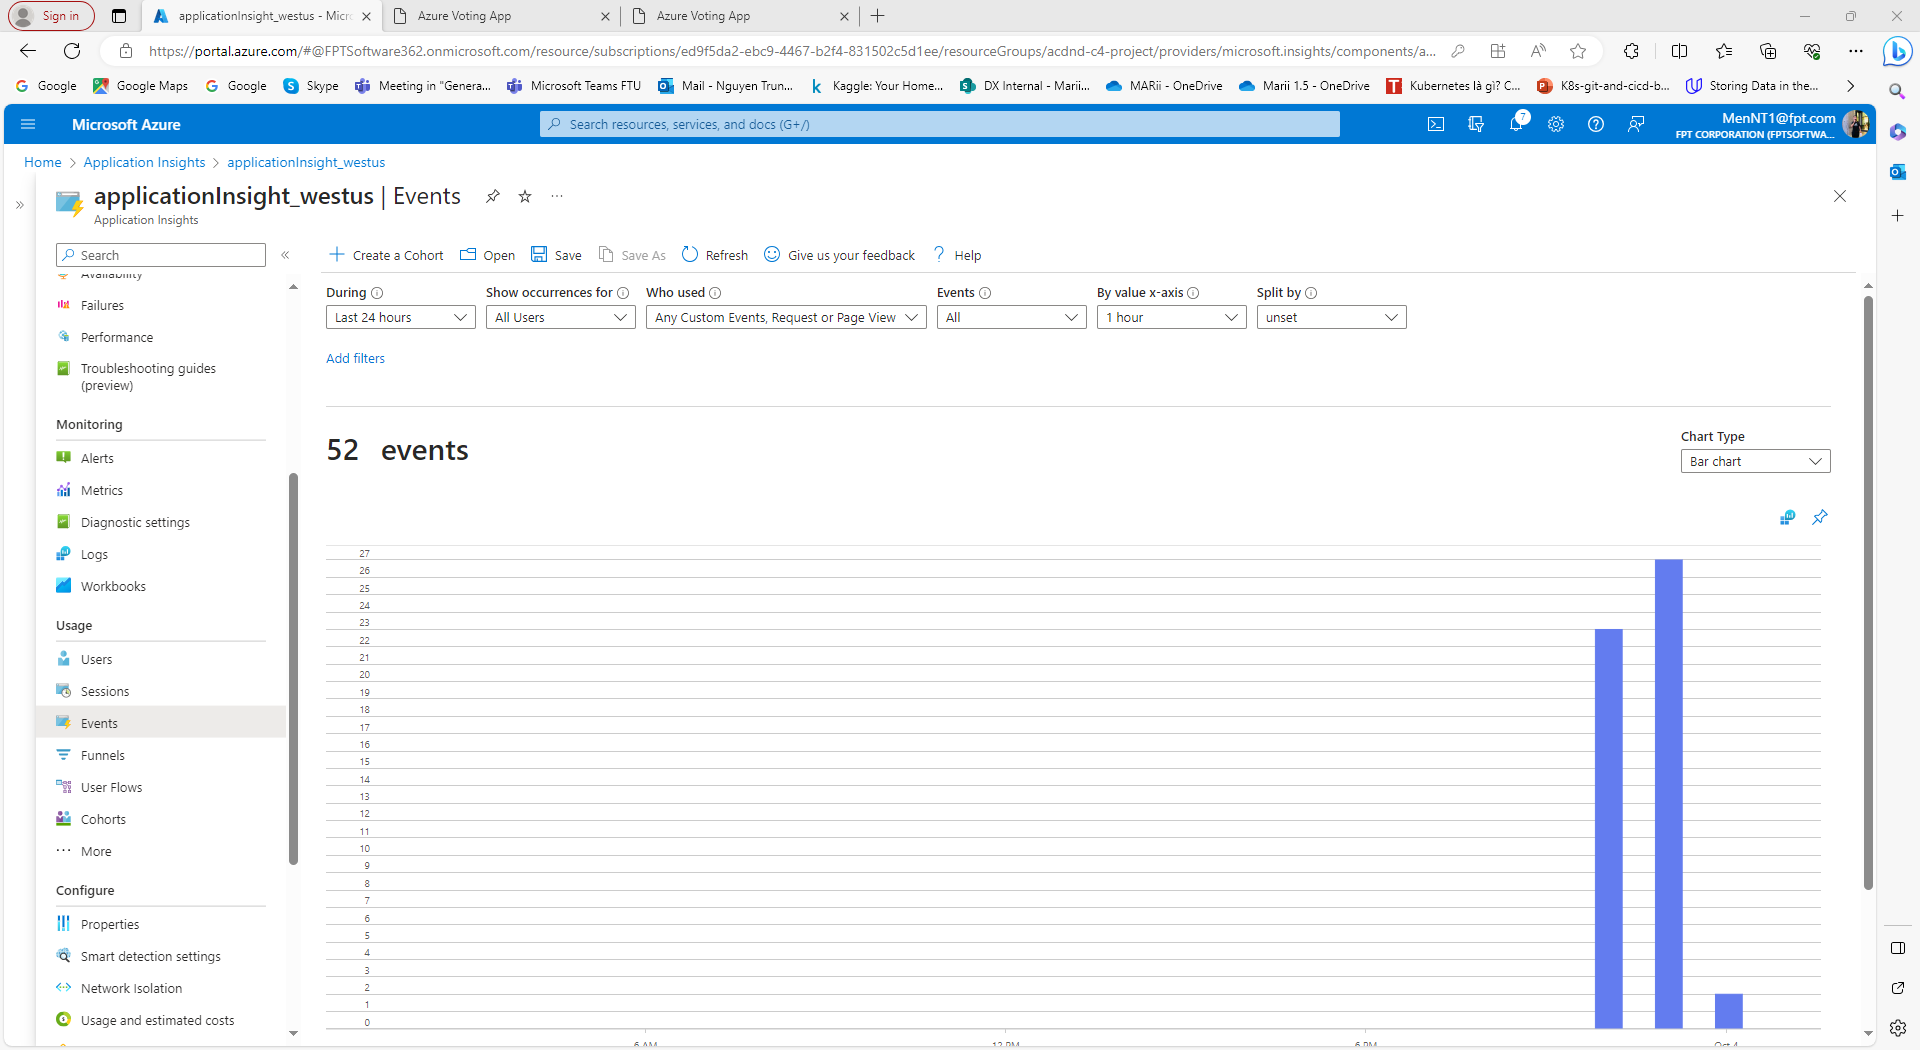 Sign in
applicationInsight_westus - Micr
Azure Voting App
Azure Voting App
https://portal.azure.com/#@FPTSoftware362.onmicrosoft.com/resource/subscriptions/ed9f5da2-ebc9-4467-b2f4-831502c5d1ee/resourceGroups/acdnd-c4-project/providers/microsoft.insights/components/a...
Google
Google Maps
Google
Skype
Meeting in "Genera...
Microsoft Teams FTU
Mail - Nguyen Trun...
Kaggle: Your Home...
DX Internal - Marii...
MARii - OneDrive
Marii 1.5 - OneDrive
Kubernetes là gì? C...
K8s-git-and-cicd-b...
Storing Data in the...
Microsoft Azure
Search resources, services, and docs (G+/)
7
MenNT1@fpt.com
FPT CORPORATION (FPTSOFTWA...
Home > Application Insights > applicationInsight_westus
applicationInsight_westus | Events
Application Insights
Search
Create a Cohort
Open
Save
Save As
Refresh
Give us your feedback
Help
Availability
Failures
Performance
Troubleshooting guides
(preview)
Monitoring
Alerts
Metrics
Diagnostic settings
Logs
Workbooks
Usage
Users
Sessions
Events
Funnels
User Flows
Cohorts
More
Configure
Properties
Smart detection settings
Network Isolation
Usage and estimated costs
During
Show occurrences for
Who used
Events
By value x-axis
Split by
Last 24 hours
All Users
Any Custom Events, Request or Page View
All
1 hour
unset
Add filters
52 events
Chart Type
Bar chart
27
26
25
24
23
22
21
20
19
18
17
16
15
14
13
12
11
10
9
8
7
6
5
4
3
2
1
0
6 AM
12 PM
6 PM
Oct 4